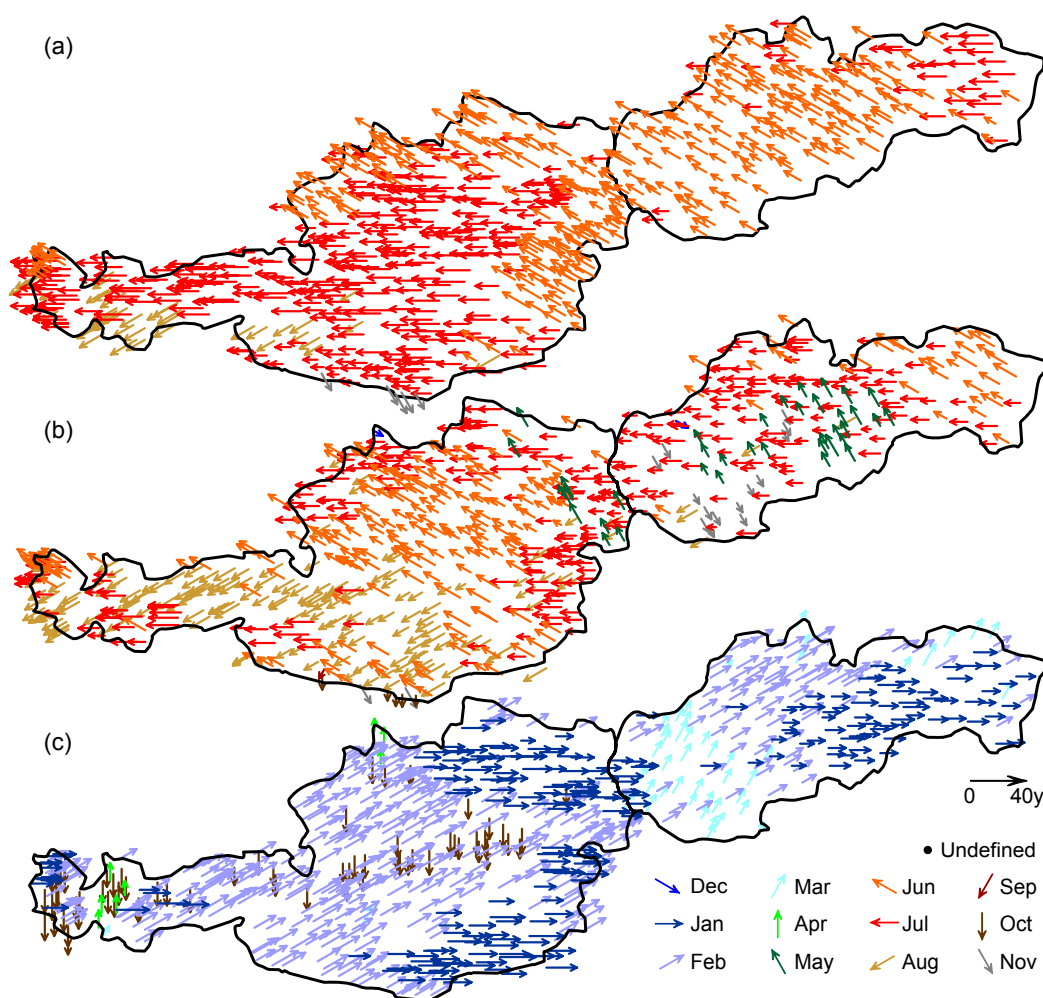 (a)
(b)
(c)
0 40y
Undefined
Dec Mar Jun Sep
Jan Apr Jul Oct
Feb May Aug Nov